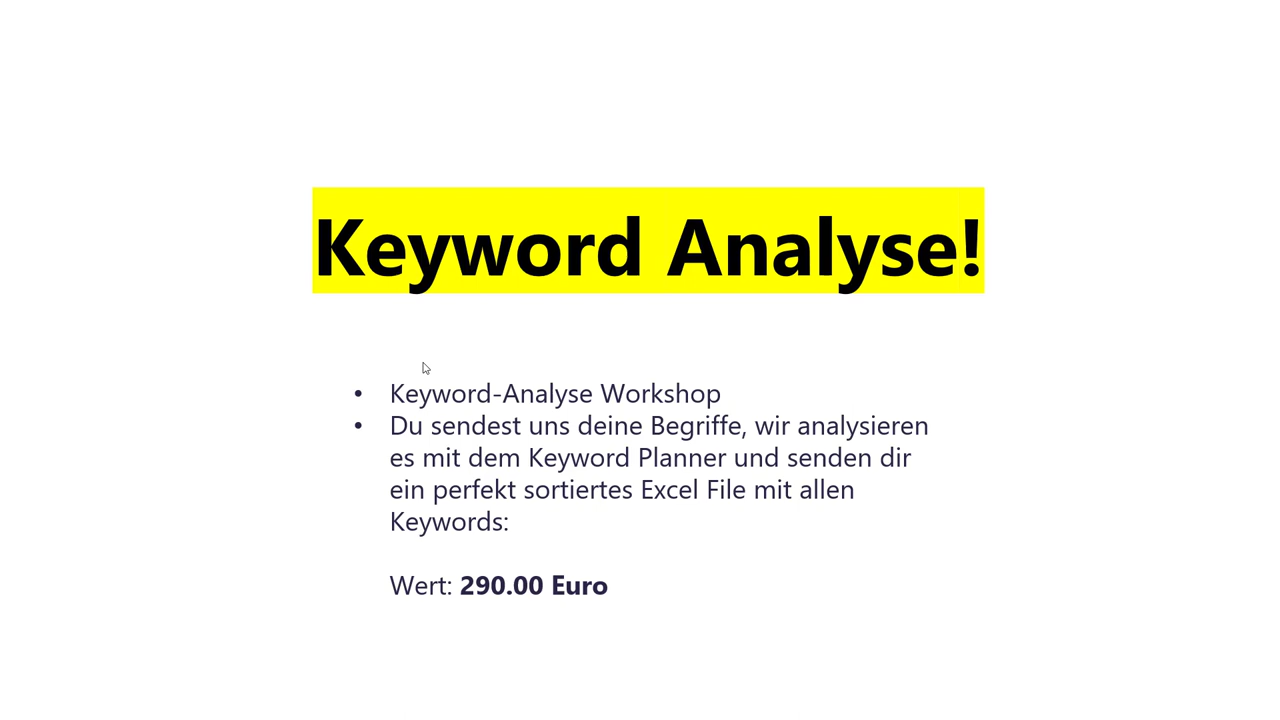 Keyword Analyse!
• Keyword-Analyse Workshop
• Du sendest uns deine Begriffe, wir analysieren
es mit dem Keyword Planner und senden dir
ein perfekt sortiertes Excel File mit allen
Keywords:
Wert: 290.00 Euro